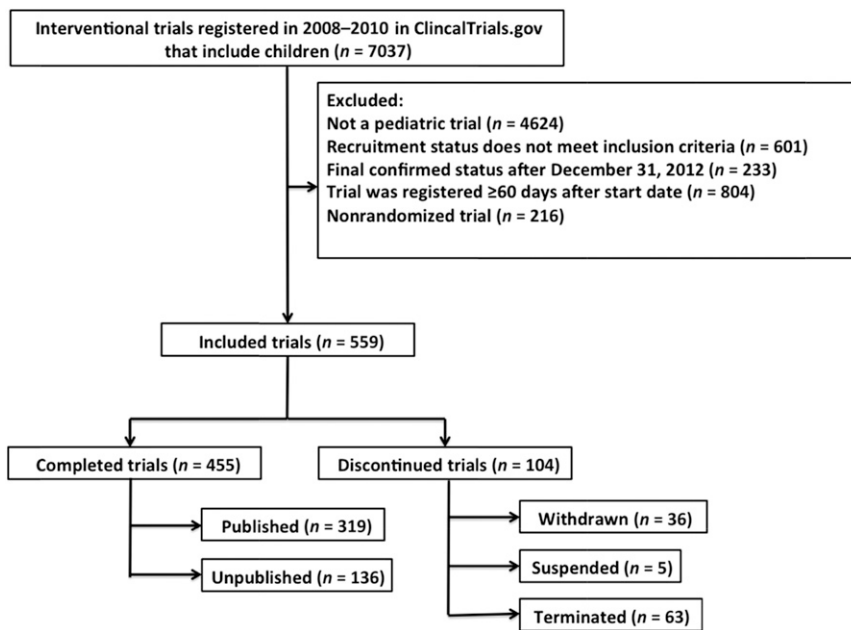 Interventional trials registered in 2008–2010 in ClincalTrials.gov
that include children (n = 7037)
Excluded:
Not a pediatric trial (n = 4624)
Recruitment status does not meet inclusion criteria (n = 601)
Final confirmed status after December 31, 2012 (n = 233)
Trial was registered ≥60 days after start date (n = 804)
Nonrandomized trial (n = 216)
Included trials (n = 559)
Completed trials (n = 455)
Discontinued trials (n = 104)
Published (n = 319)
Unpublished (n = 136)
Withdrawn (n = 36)
Suspended (n = 5)
Terminated (n = 63)